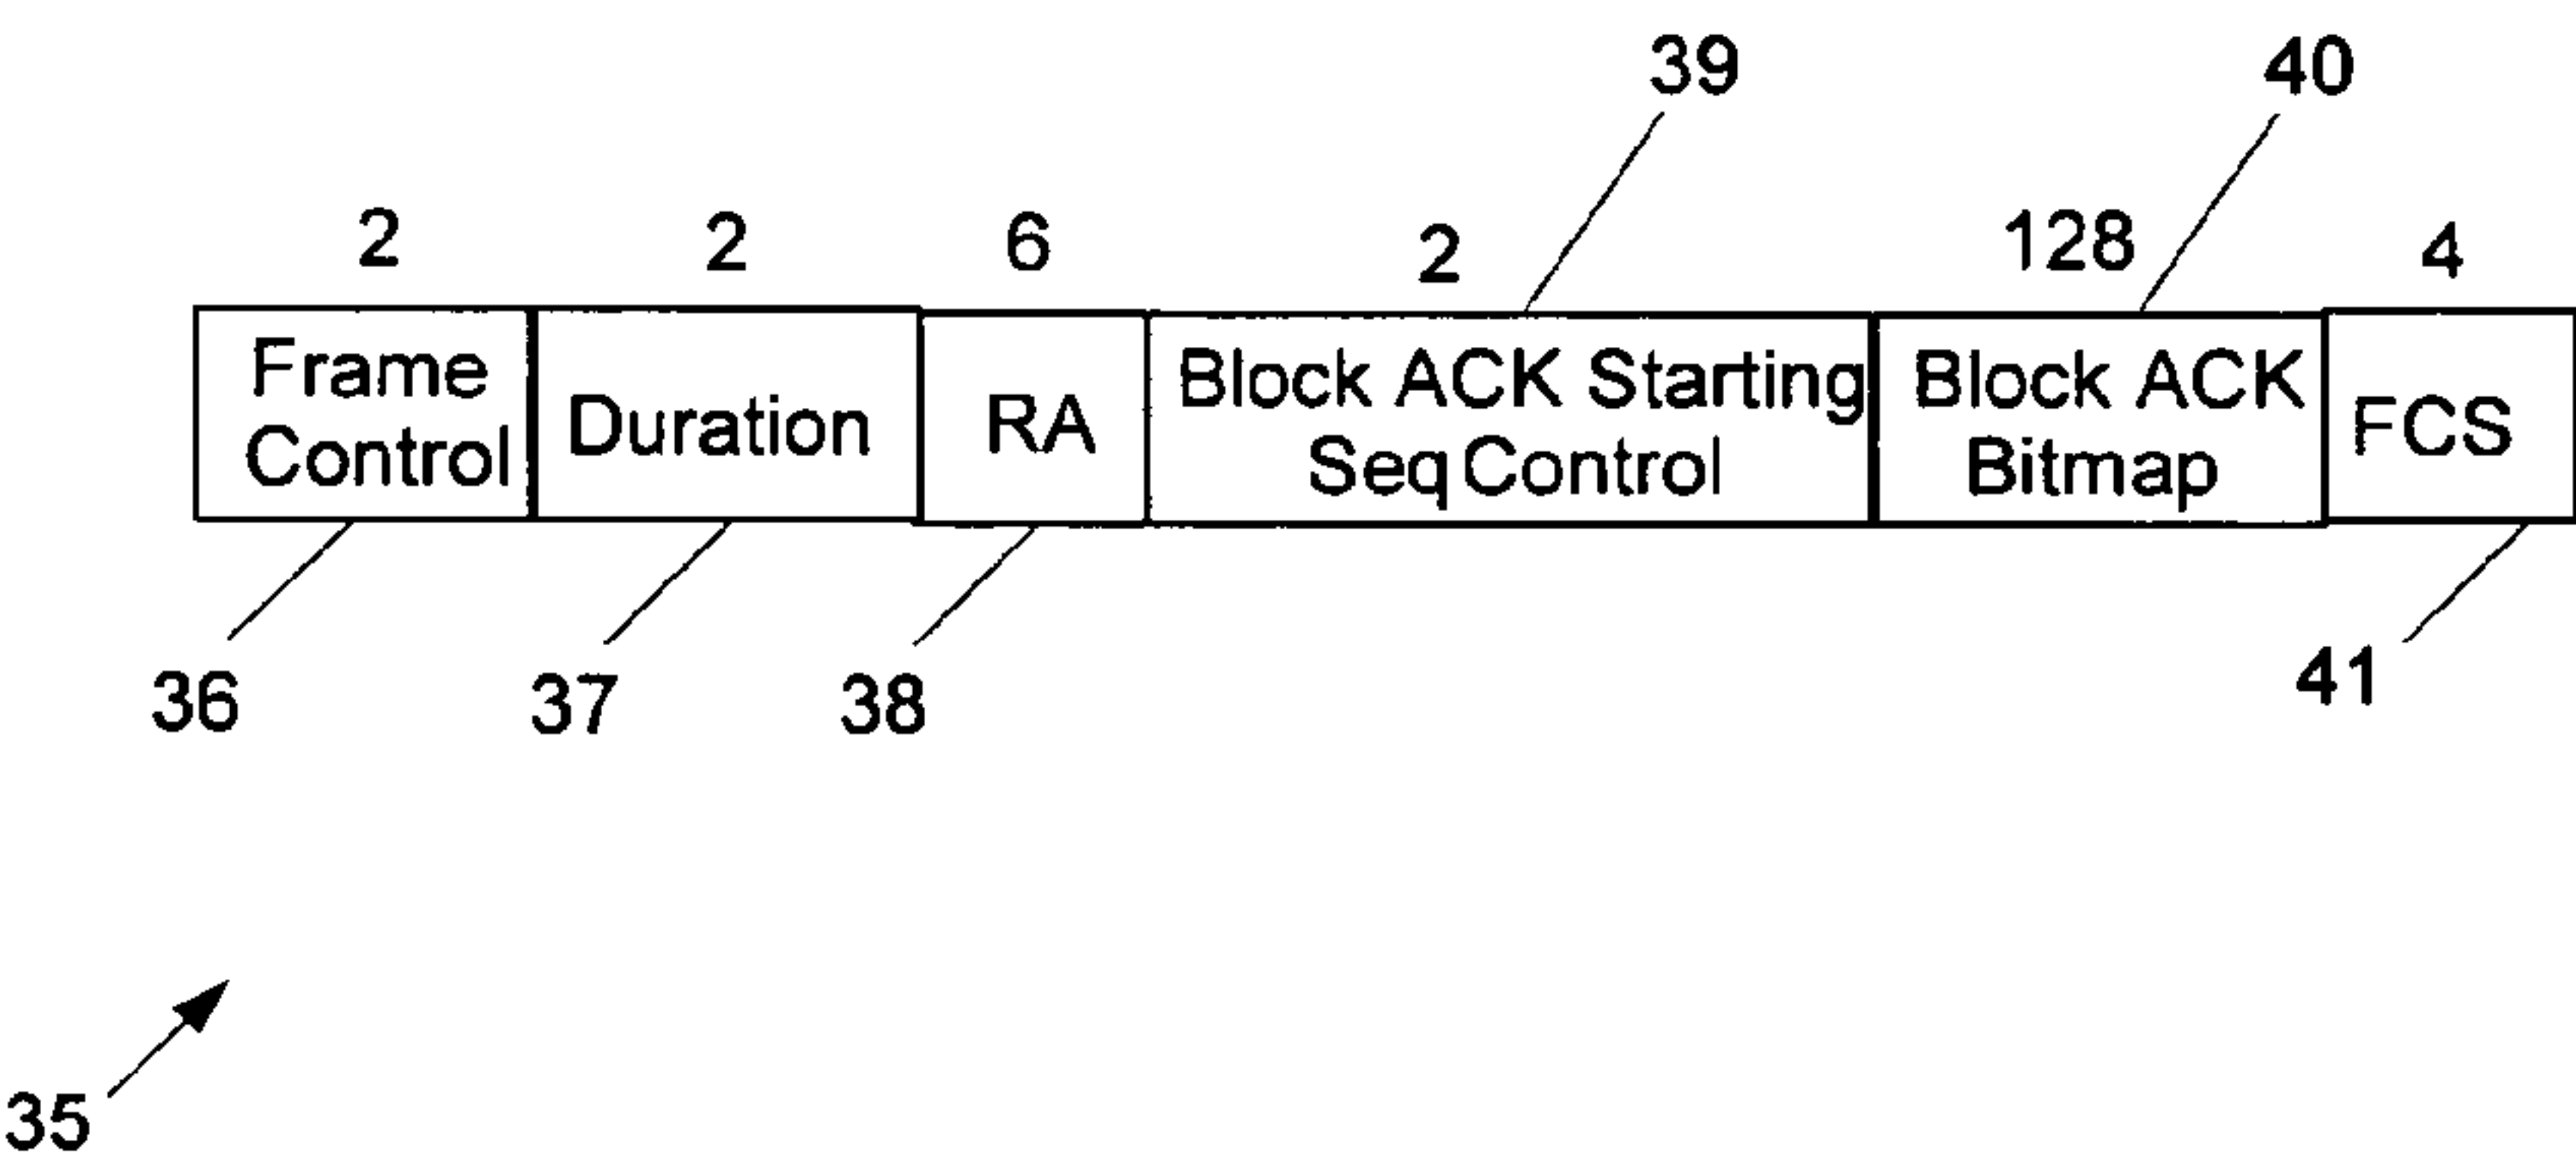 39 40
2 2 6 2 128 4
Frame Control Duration RA Block ACK Starting Seq Control Block ACK Bitmap FCS
36 37 38 41
35